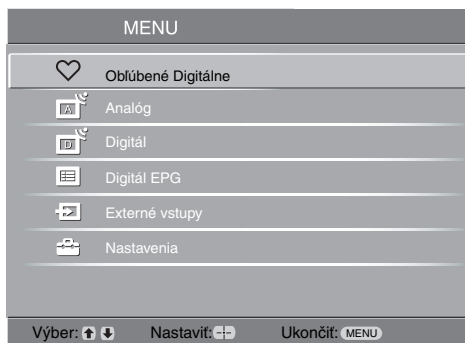 MENU
Obľúbené Digitálne
A Analóg
D Digitál
Digitál EPG
Externé vstupy
Nastavenia
Výber: Nastaviť: Ukončiť: MENU